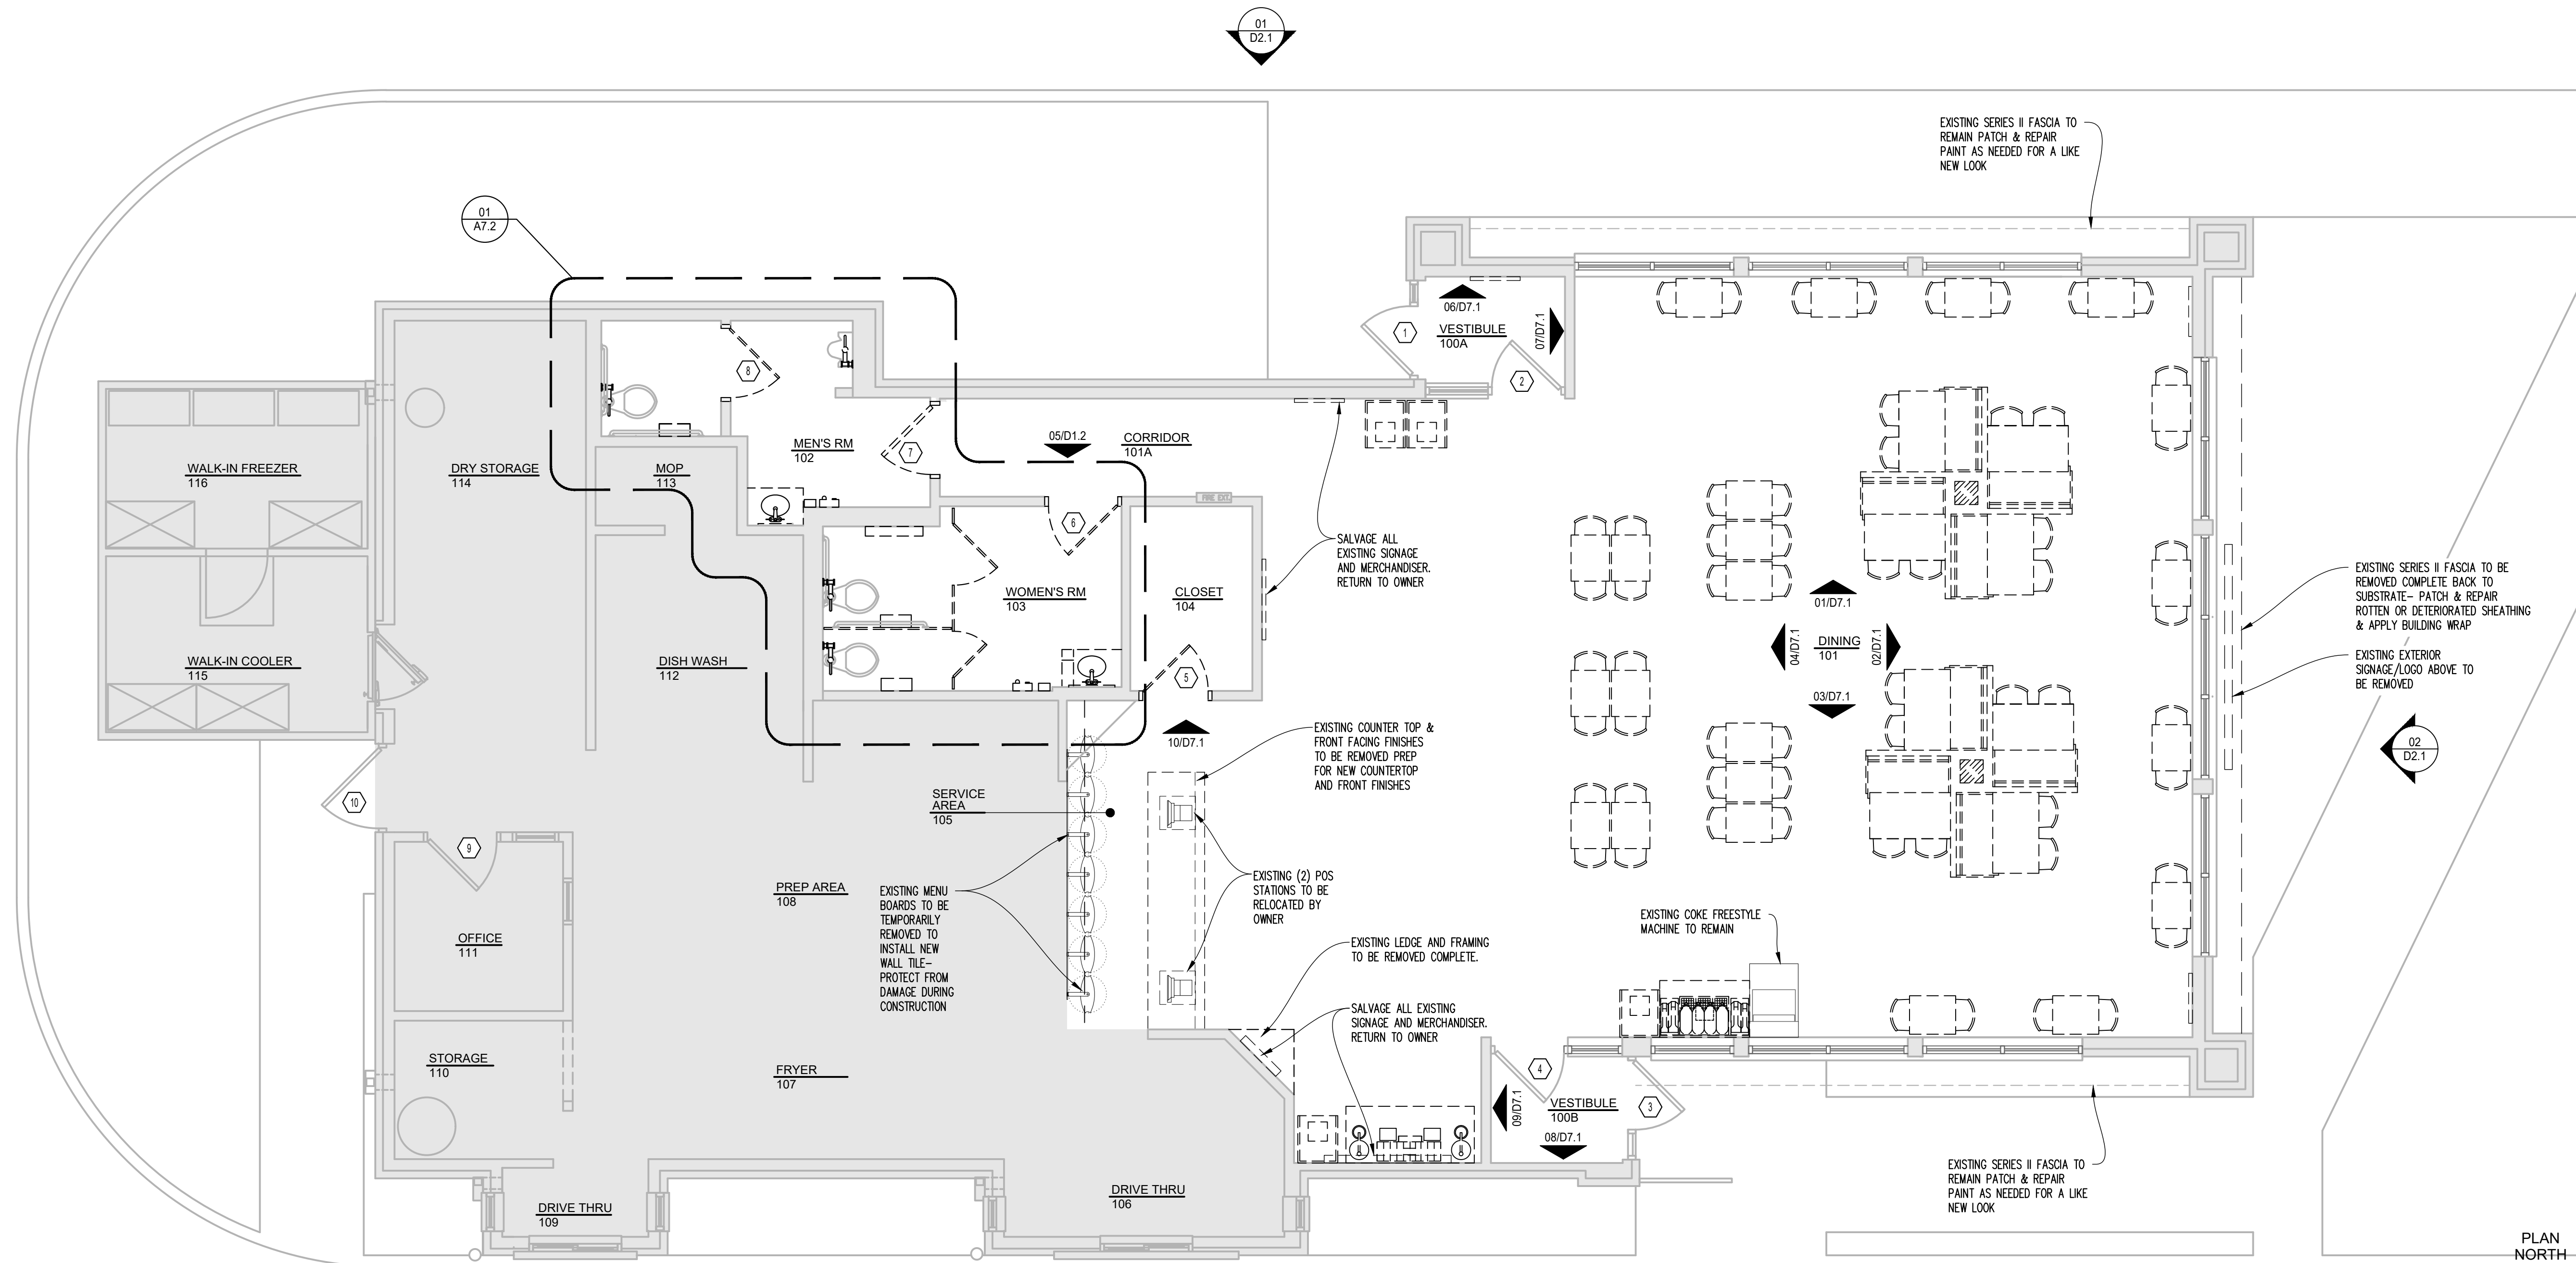 01
D2.1
EXISTING SERIES II FASCIA TO
REMAIN PATCH & REPAIR
PAINT AS NEEDED FOR A LIKE
NEW LOOK
01
A7.2
06/D7.1
VESTIBULE
100A
07/D7.1
1
2
8
7
MEN'S RM
102
05/D1.2
CORRIDOR
101A
WALK-IN FREEZER
116
DRY STORAGE
114
MOP
113
FIRE EXT.
6
SALVAGE ALL
EXISTING SIGNAGE
AND MERCHANDISER.
RETURN TO OWNER
WOMEN'S RM
103
CLOSET
104
EXISTING SERIES II FASCIA TO BE
REMOVED COMPLETE BACK TO
SUBSTRATE- PATCH & REPAIR
ROTTEN OR DETERIORATED SHEATHING
& APPLY BUILDING WRAP
01/D7.1
04/D7.1
DINING
101
02/D7.1
03/D7.1
WALK-IN COOLER
115
DISH WASH
112
5
EXISTING EXTERIOR
SIGNAGE/LOGO ABOVE TO
BE REMOVED
10/D7.1
EXISTING COUNTER TOP &
FRONT FACING FINISHES
TO BE REMOVED PREP
FOR NEW COUNTERTOP
AND FRONT FINISHES
02
D2.1
10
SERVICE
AREA
105
9
PREP AREA
108
EXISTING MENU
BOARDS TO BE
TEMPORARILY
REMOVED TO
INSTALL NEW
WALL TILE-
PROTECT FROM
DAMAGE DURING
CONSTRUCTION
EXISTING (2) POS
STATIONS TO BE
RELOCATED BY
OWNER
EXISTING COKE FREESTYLE
MACHINE TO REMAIN
OFFICE
111
EXISTING LEDGE AND FRAMING
TO BE REMOVED COMPLETE.
SALVAGE ALL EXISTING
SIGNAGE AND MERCHANDISER.
RETURN TO OWNER
STORAGE
110
FRYER
107
4
09/D7.1
VESTIBULE
100B
3
08/D7.1
EXISTING SERIES II FASCIA TO
REMAIN PATCH & REPAIR
PAINT AS NEEDED FOR A LIKE
NEW LOOK
DRIVE THRU
109
DRIVE THRU
106
PLAN
NORTH